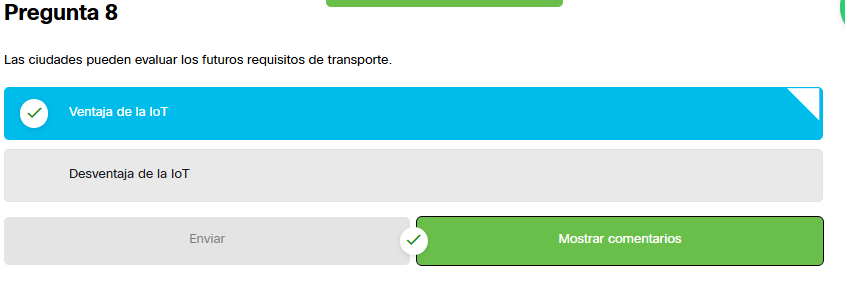 Pregunta 8
Las ciudades pueden evaluar los futuros requisitos de transporte.
Ventaja de la IoT
Desventaja de la IoT
Enviar
Mostrar comentarios